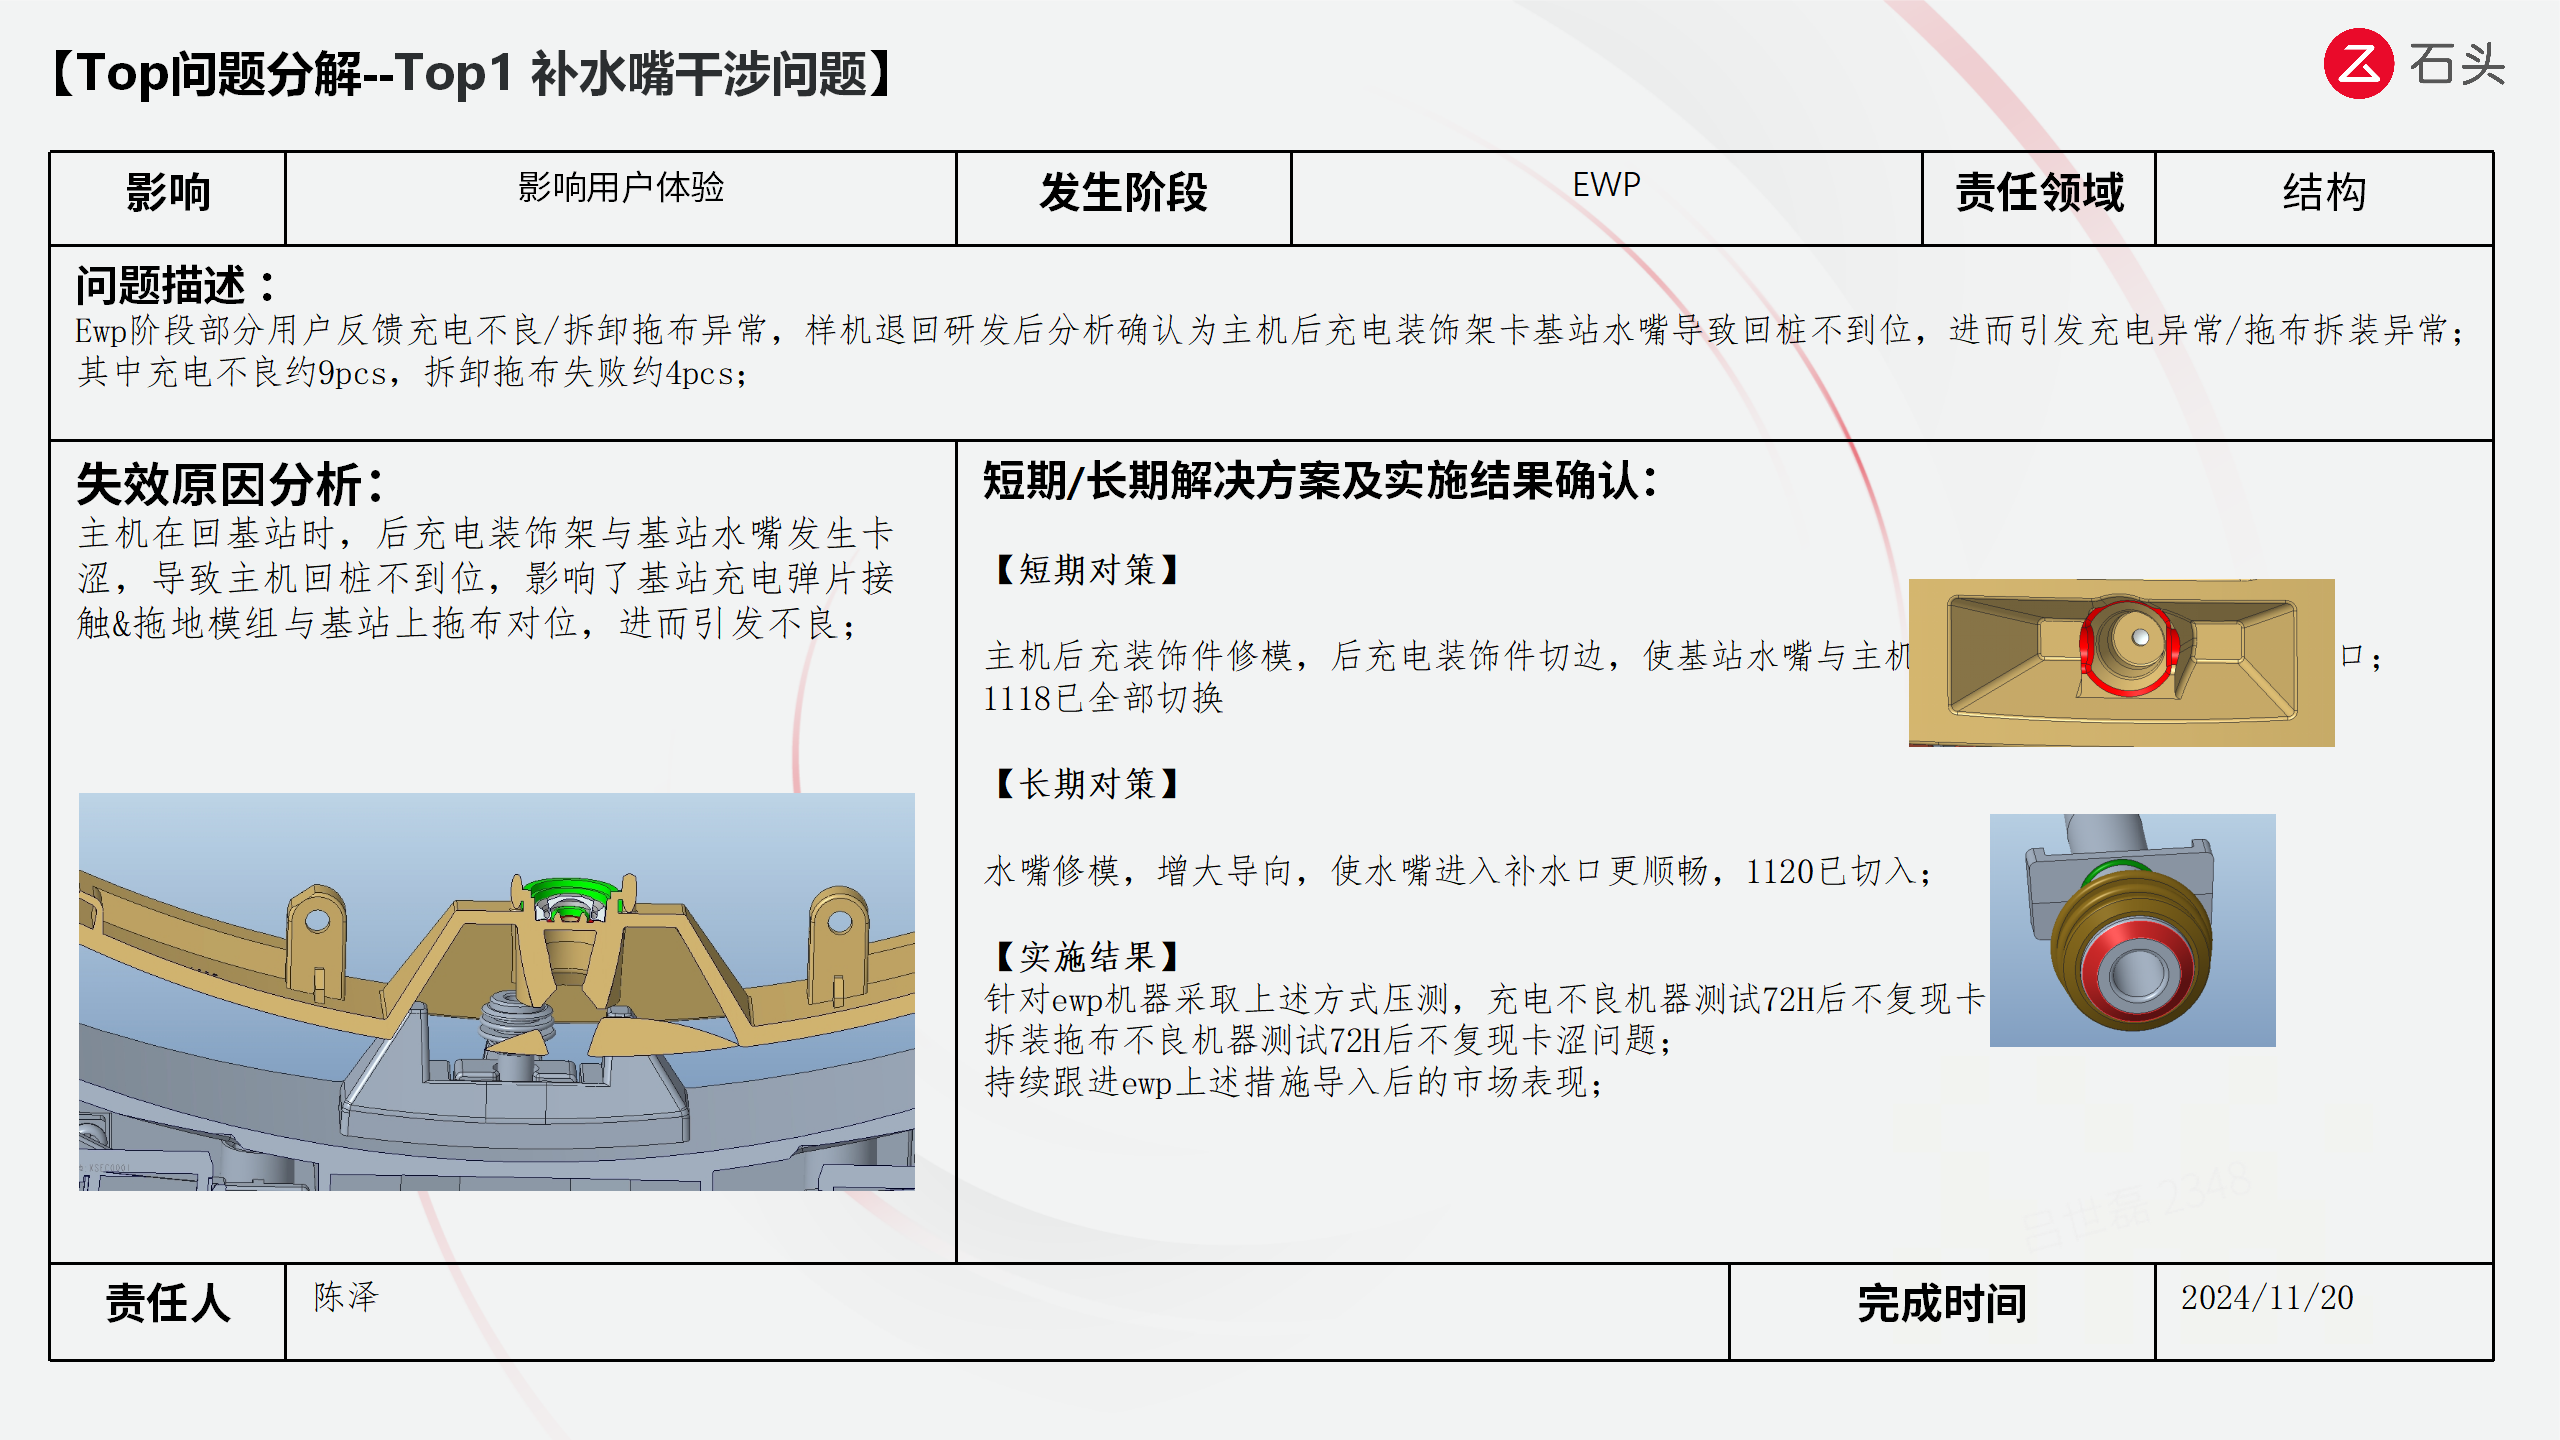 【Top问题分解--Top1 补水嘴干涉问题】
石头
影响
影响用户体验
发生阶段
EWP
责任领域
结构
问题描述：
Ewp阶段部分用户反馈充电不良/拆卸拖布异常，样机退回研发后分析确认为主机后充电装饰架卡基站水嘴导致回桩不到位，进而引发充电异常/拖布拆装异常；
其中充电不良约9pcs，拆卸拖布失败约4pcs；
失效原因分析：
主机在回基站时，后充电装饰架与基站水嘴发生卡
涩，导致主机回桩不到位，影响了基站充电弹片接
触&拖地模组与基站上拖布对位，进而引发不良；
短期/长期解决方案及实施结果确认：
【短期对策】
主机后充装饰件修模，后充电装饰件切边，使基站水嘴与主机
口；
1118已全部切换
【长期对策】
水嘴修模，增大导向，使水嘴进入补水口更顺畅，1120已切入；
【实施结果】
针对ewp机器采取上述方式压测，充电不良机器测试72H后不复现卡
拆装拖布不良机器测试72H后不复现卡涩问题；
持续跟进ewp上述措施导入后的市场表现；
吕世磊 2348
责任人
陈泽
完成时间
2024/11/20